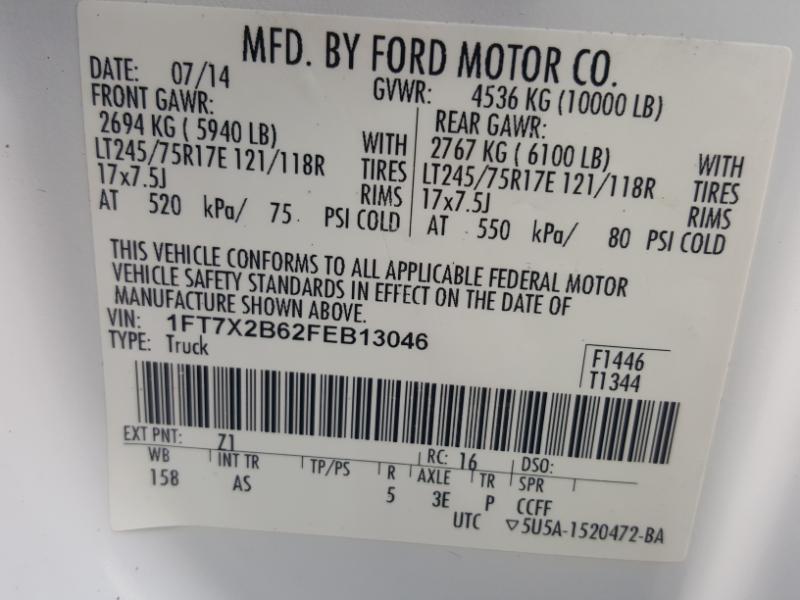 MFD. BY FORD MOTOR CO.
DATE: 07/14 GVWR: 4536 KG (10000 LB)
FRONT GAWR: REAR GAWR:
2694 KG ( 5940 LB) WITH 2767 KG ( 6100 LB) WITH
LT245/75R17E 121/118R TIRES LT245/75R17E 121/118R TIRES
17x7.5J RIMS 17x7.5J RIMS
AT 520 kPa/ 75 PSI COLD AT 550 kPa/ 80 PSI COLD
THIS VEHICLE CONFORMS TO ALL APPLICABLE FEDERAL MOTOR
VEHICLE SAFETY STANDARDS IN EFFECT ON THE DATE OF
MANUFACTURE SHOWN ABOVE.
VIN: 1FT7X2B62FEB13046
TYPE: Truck F1446
T1344
EXT PNT: Z1 RC: 16 DSO:
WB INT TR TP/PS R AXLE TR SPR
158 AS 5 3E P CCFF
UTC ▽5U5A-1520472-BA